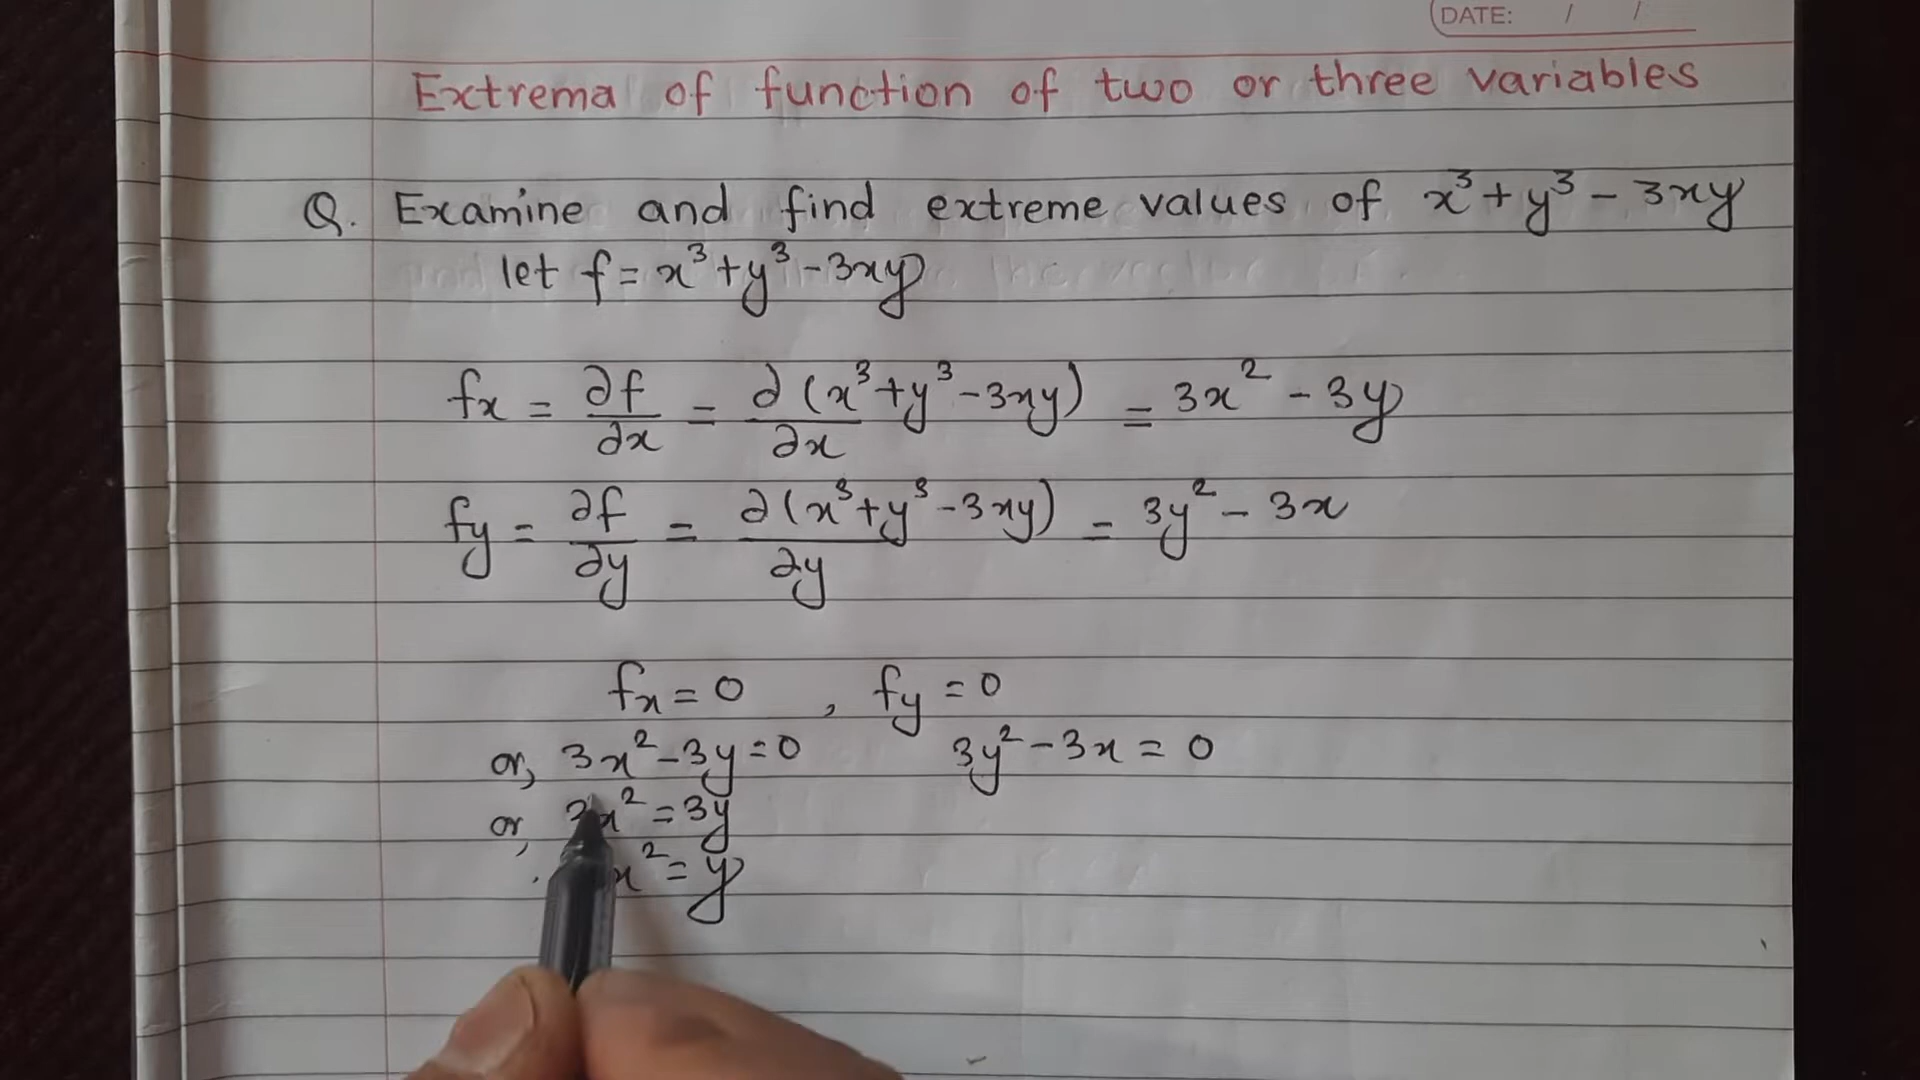 DATE: / /
Extrema of function of two or three variables
Q. Examine and find extreme values of x³+y³-3xy
let f=x³+y³-3xy
fx = ∂f/∂x = ∂(x³+y³-3xy)/∂x = 3x²-3y
fy = ∂f/∂y = ∂(x³+y³-3xy)/∂y = 3y²-3x
fx=0 , fy=0
or, 3x²-3y=0 3y²-3x=0
or, 3x²=3y
x²=y